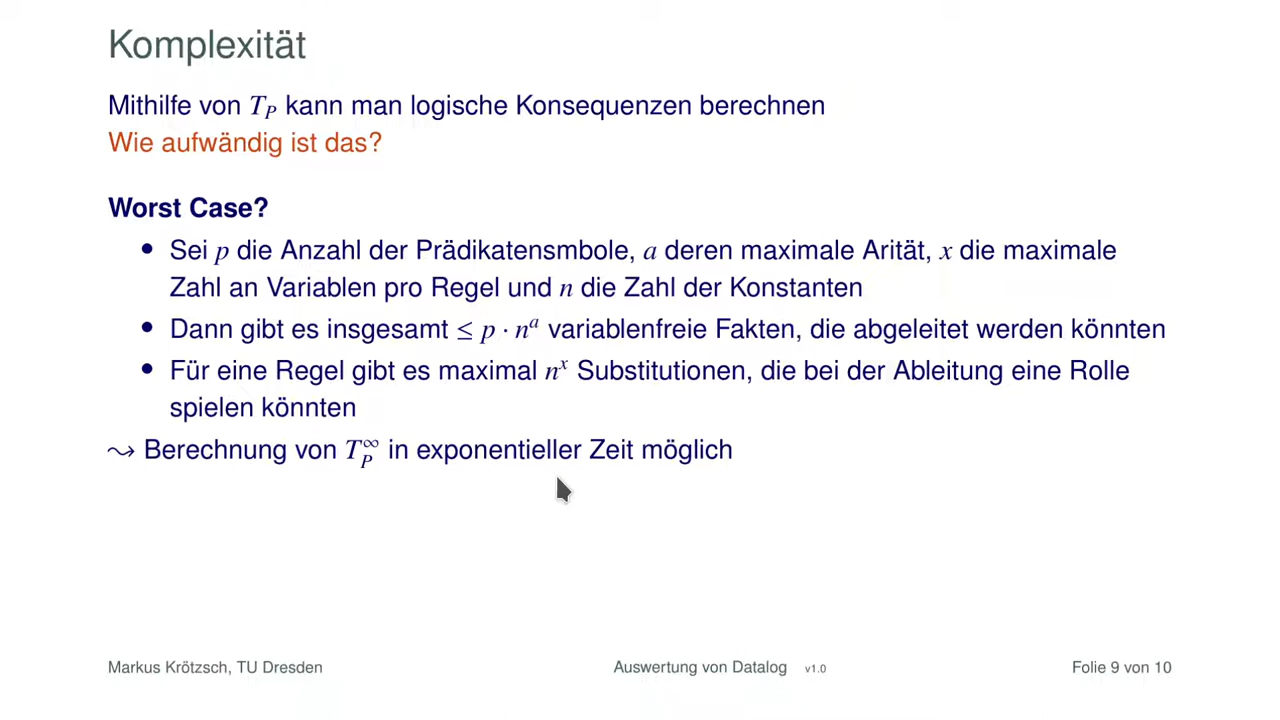 Komplexität
Mithilfe von T_P kann man logische Konsequenzen berechnen
Wie aufwändig ist das?
Worst Case?
• Sei p die Anzahl der Prädikatensmbole, a deren maximale Arität, x die maximale
Zahl an Variablen pro Regel und n die Zahl der Konstanten
• Dann gibt es insgesamt ≤ p · n^a variablenfreie Fakten, die abgeleitet werden könnten
• Für eine Regel gibt es maximal n^x Substitutionen, die bei der Ableitung eine Rolle
spielen könnten
⤳ Berechnung von T_P^∞ in exponentieller Zeit möglich
Markus Krötzsch, TU Dresden Auswertung von Datalog v1.0 Folie 9 von 10